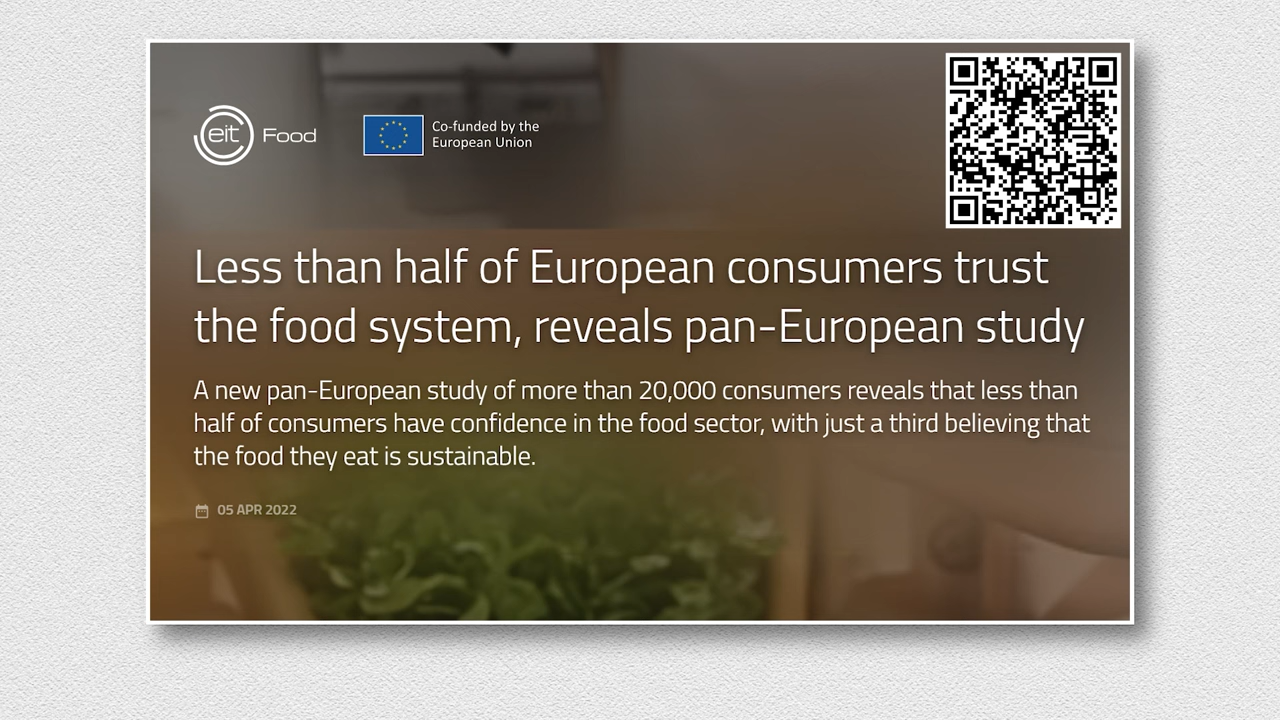 eit Food
Co-funded by the
European Union
Less than half of European consumers trust
the food system, reveals pan-European study
A new pan-European study of more than 20,000 consumers reveals that less than
half of consumers have confidence in the food sector, with just a third believing that
the food they eat is sustainable.
05 APR 2022